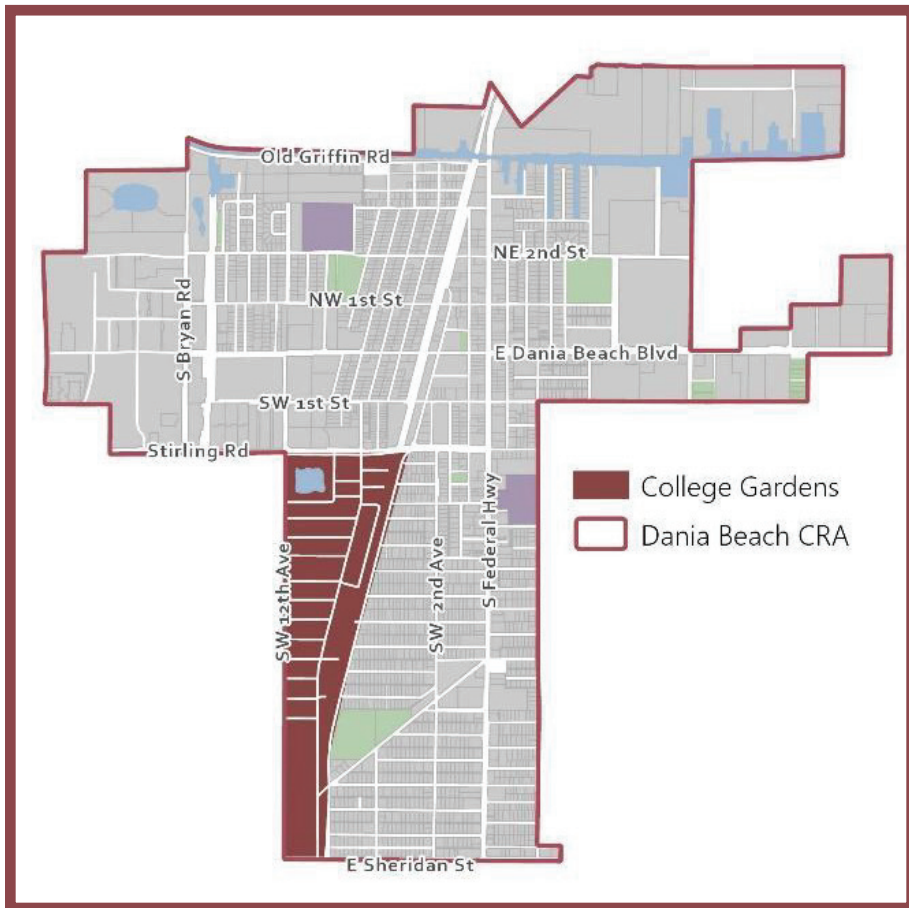 Old Griffin Rd
NE 2nd St
S Bryan Rd
NW 1st St
E Dania Beach Blvd
SW 1st St
Stirling Rd
College Gardens
Dania Beach CRA
SW 12th Ave
SW 2nd Ave
S Federal Hwy
E Sheridan St